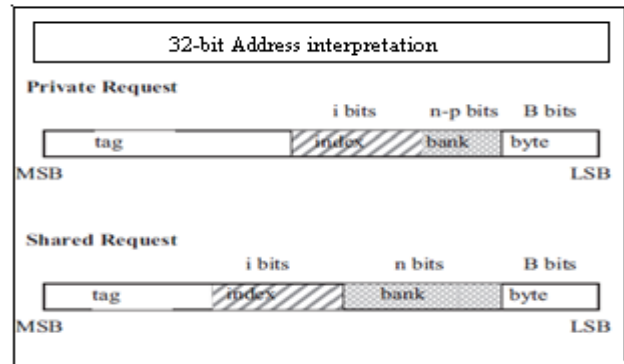 32-bit Address interpretation
Private Request
i bits n-p bits B bits
tag index bank byte
MSB LSB
Shared Request
i bits n bits B bits
tag index bank byte
MSB LSB